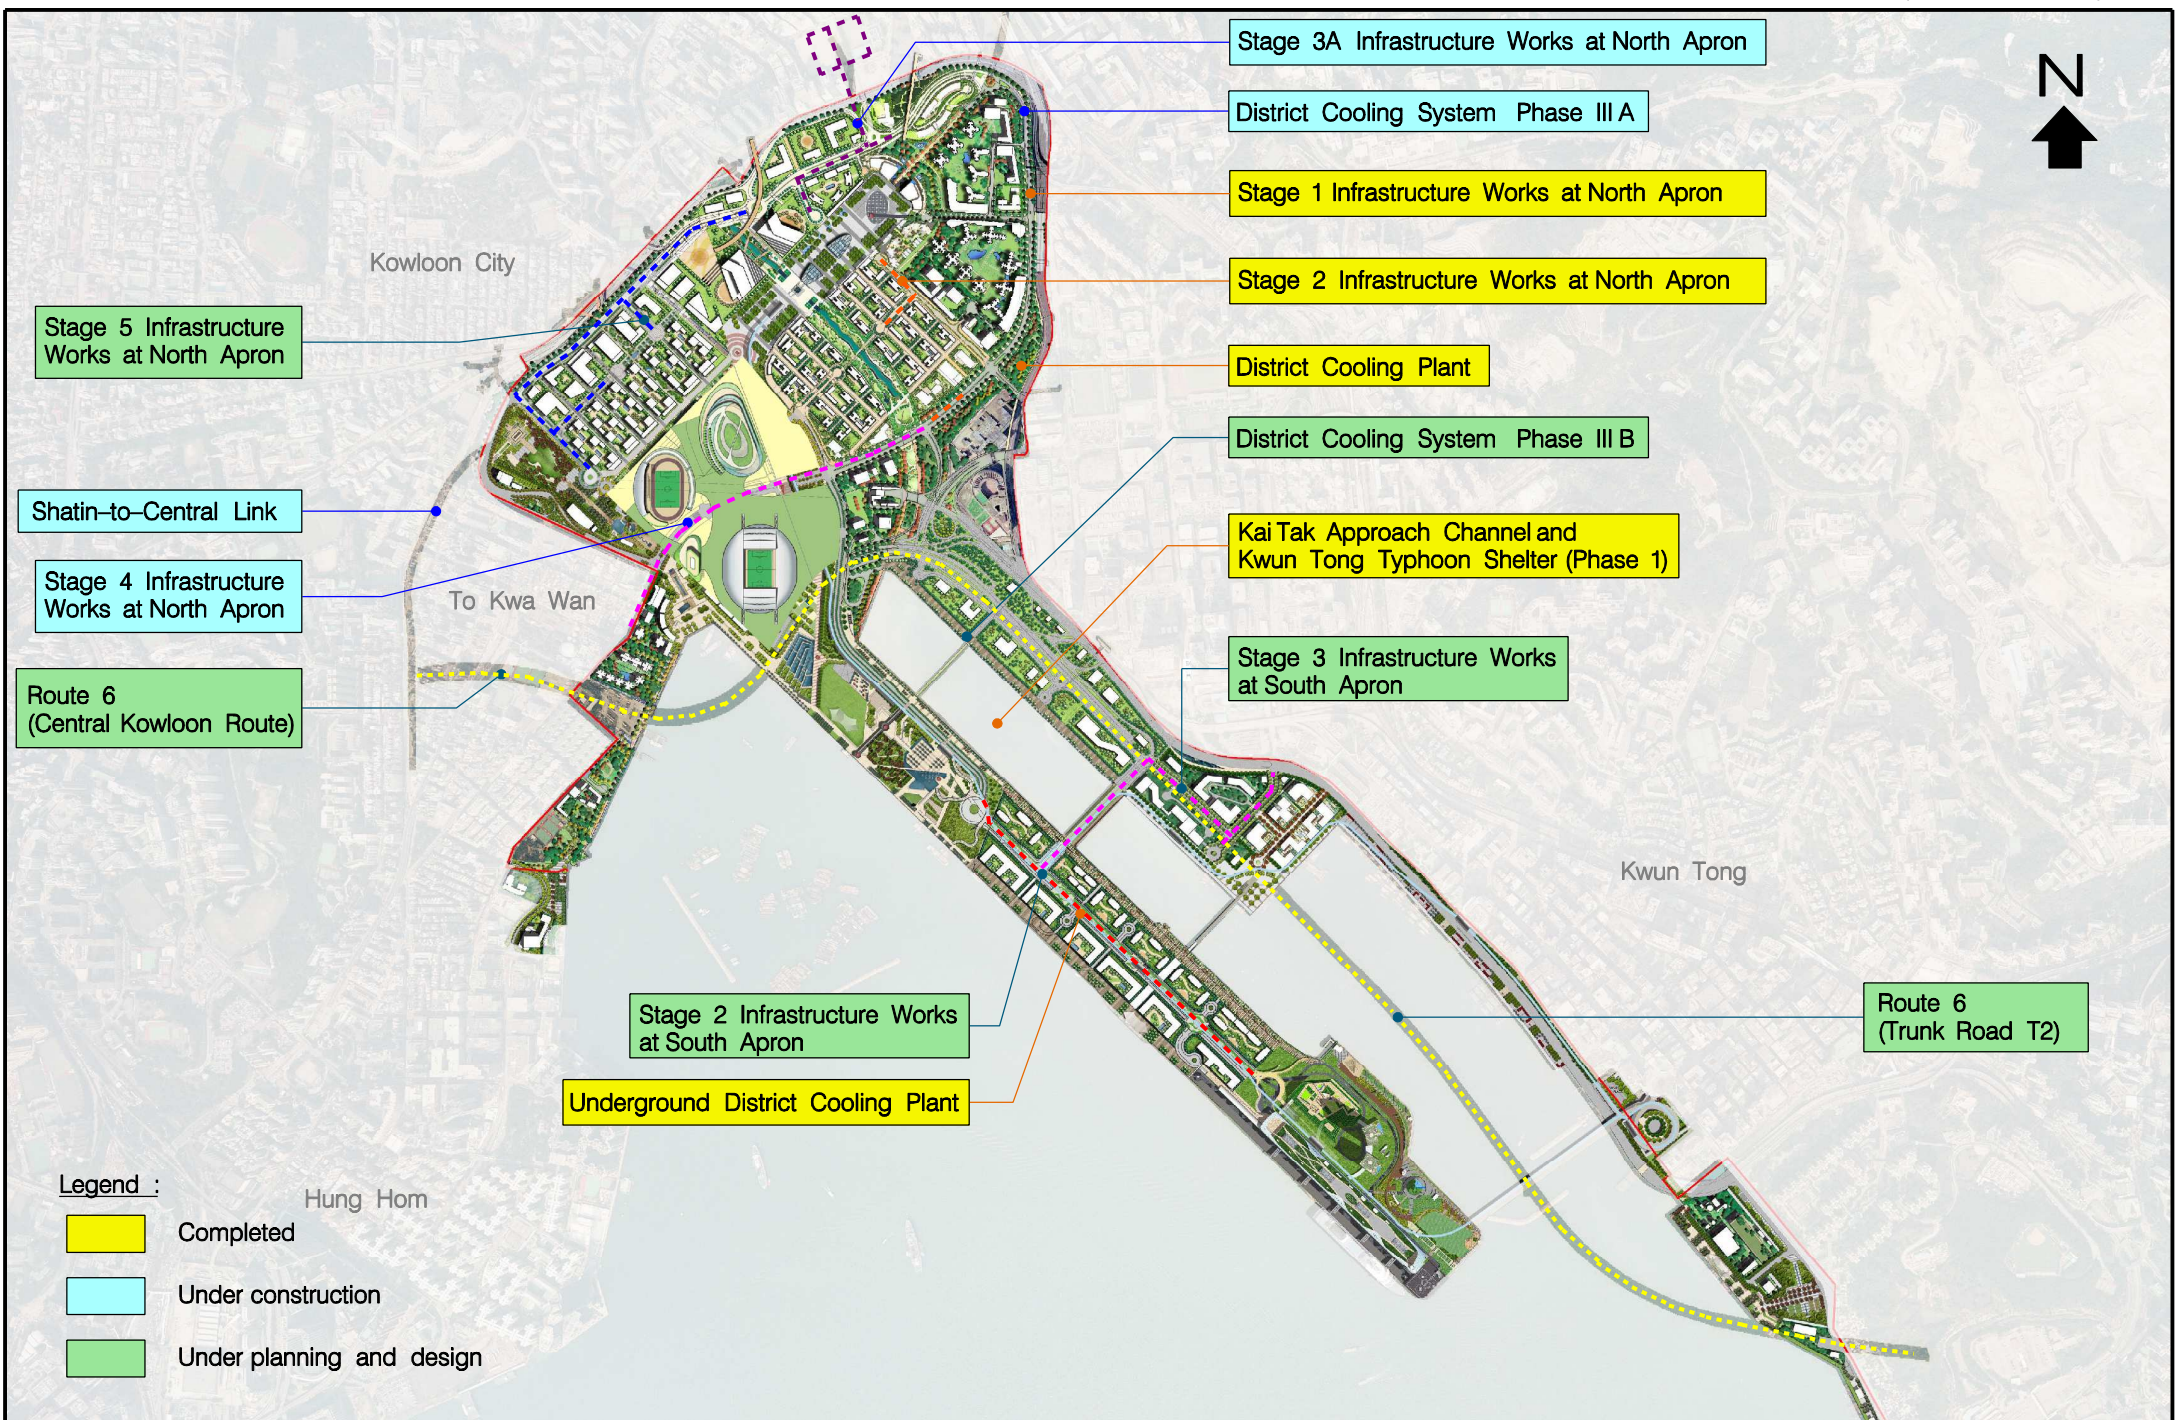 Stage 3A Infrastructure Works at North Apron
N
District Cooling System Phase III A
Stage 1 Infrastructure Works at North Apron
Kowloon City
Stage 2 Infrastructure Works at North Apron
Stage 5 Infrastructure
Works at North Apron
District Cooling Plant
District Cooling System Phase III B
Shatin–to–Central Link
Kai Tak Approach Channel and
Kwun Tong Typhoon Shelter (Phase 1)
Stage 4 Infrastructure
Works at North Apron
To Kwa Wan
Stage 3 Infrastructure Works
at South Apron
Route 6
(Central Kowloon Route)
Kwun Tong
Stage 2 Infrastructure Works
at South Apron
Route 6
(Trunk Road T2)
Underground District Cooling Plant
Legend :
Hung Hom
Completed
Under construction
Under planning and design